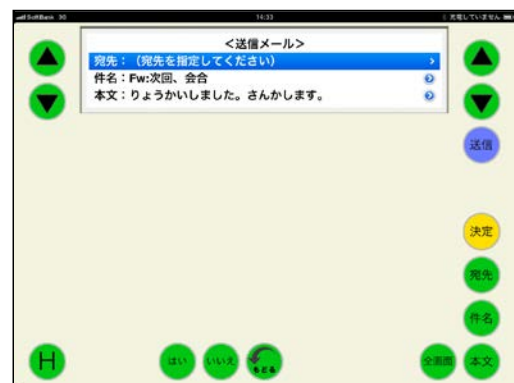 SoftBank 3G 14:33 充電していません
<送信メール>
宛先：（宛先を指定してください）
件名：Fw:次回、会合
本文：りょうかいしました。さんかします。
送信
決定
宛先
件名
H はい いいえ もどる 全画面 本文